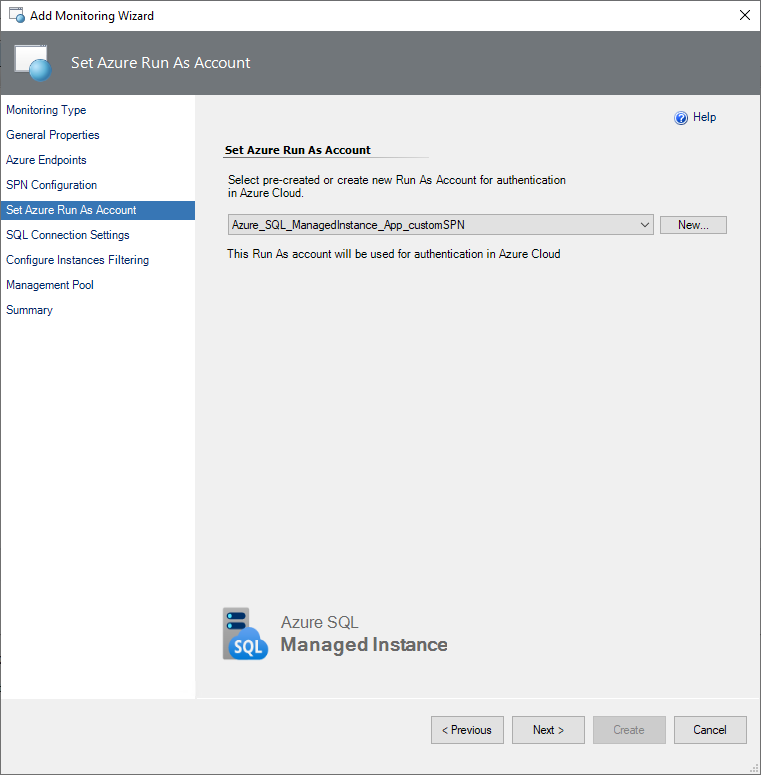 Add Monitoring Wizard
Set Azure Run As Account
Monitoring Type
General Properties
Azure Endpoints
SPN Configuration
Set Azure Run As Account
SQL Connection Settings
Configure Instances Filtering
Management Pool
Summary
? Help
Set Azure Run As Account
Select pre-created or create new Run As Account for authentication
in Azure Cloud.
Azure_SQL_ManagedInstance_App_customSPN
New...
This Run As account will be used for authentication in Azure Cloud
SQL
Azure SQL
Managed Instance
< Previous
Next >
Create
Cancel